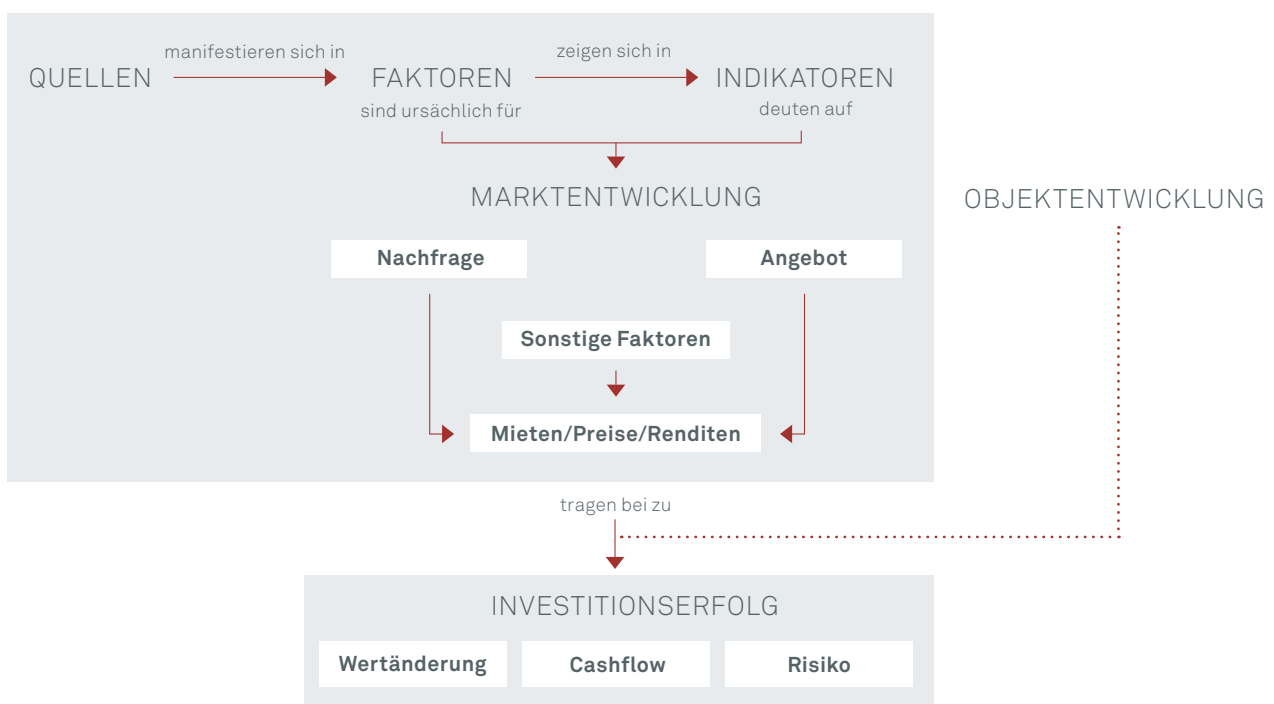 manifestieren sich in
zeigen sich in
QUELLEN
FAKTOREN
INDIKATOREN
sind ursächlich für
deuten auf
MARKTENTWICKLUNG
OBJEKTENTWICKLUNG
Nachfrage
Angebot
Sonstige Faktoren
Mieten/Preise/Renditen
tragen bei zu
INVESTITIONSERFOLG
Wertänderung
Cashflow
Risiko